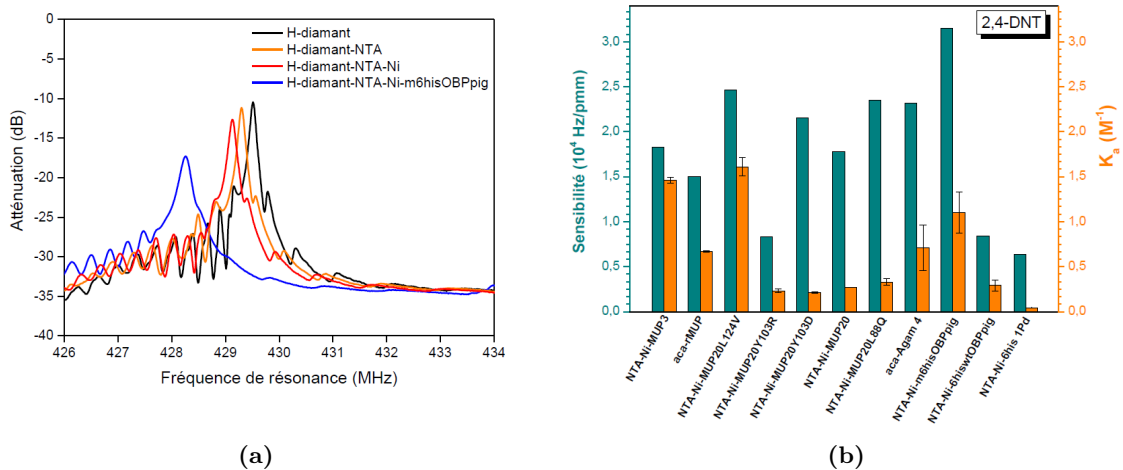 0
-5
-10
-15
-20
-25
-30
-35
-40
Atténuation (dB)
H-diamant
H-diamant-NTA
H-diamant-NTA-Ni
H-diamant-NTA-Ni-m6hisOBPpig
426 427 428 429 430 431 432 433 434
Fréquence de résonance (MHz)
(a)
2,4-DNT
3,0
2,5
2,0
1,5
1,0
0,5
0,0
Sensibilité (10⁴ Hz/pmm)
3,0
2,5
2,0
1,5
1,0
0,5
0,0
Kₐ (M⁻¹)
NTA-Ni-MUP3
aca-rMUP
NTA-Ni-MUP20L124V
NTA-Ni-MUP20Y103R
NTA-Ni-MUP20Y103D
NTA-Ni-MUP20
NTA-Ni-MUP20L88Q
aca-Agam 4
NTA-Ni-m6hisOBPpig
NTA-Ni-6hiswtOBPpig
NTA-Ni-6his 1Pd
(b)